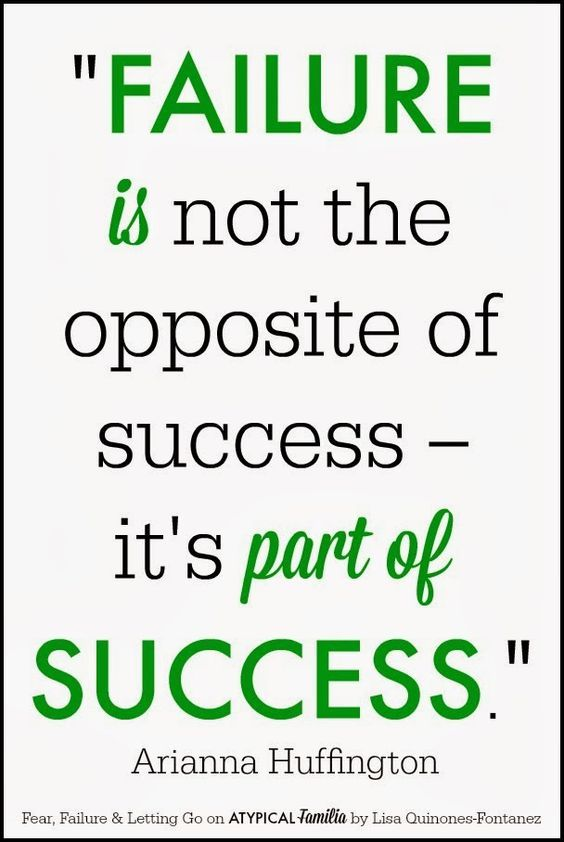 "FAILURE
is not the
opposite of
success –
it's part of
SUCCESS."
Arianna Huffington
Fear, Failure & Letting Go on ATYPICAL Familia by Lisa Quinones-Fontanez